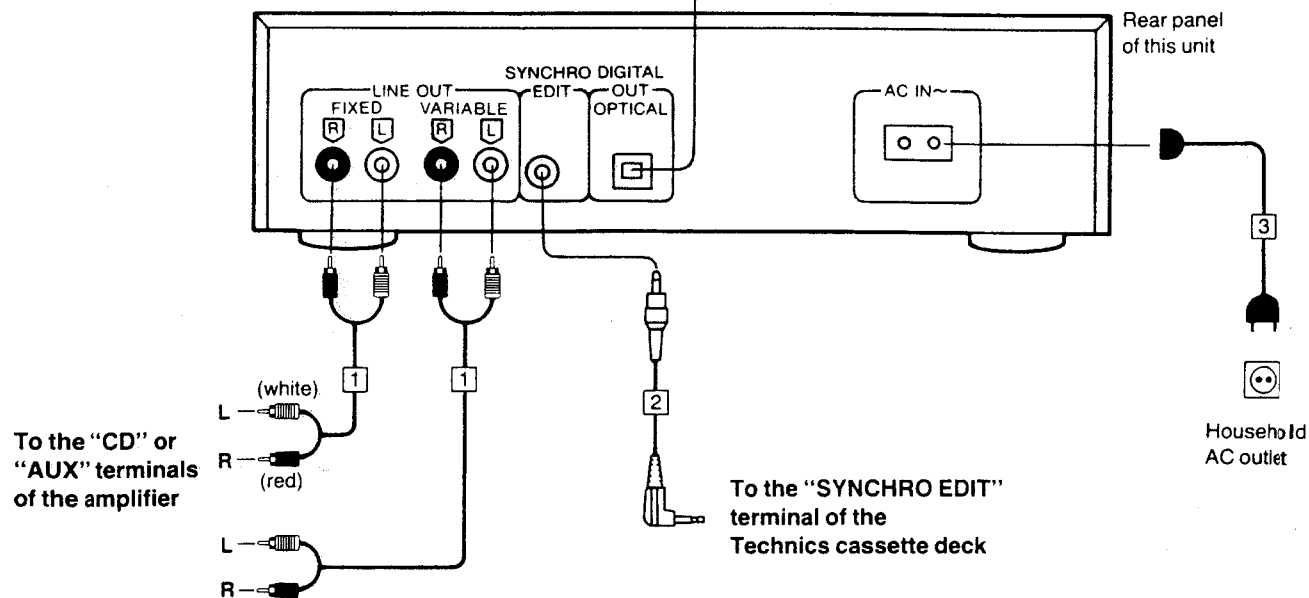 Rear panel
of this unit
SYNCHRO DIGITAL
LINE OUT
EDIT
OUT
FIXED
VARIABLE
OPTICAL
R
L
R
L
AC IN~
3
1
1
2
(white)
L
R
(red)
To the “CD” or
“AUX” terminals
of the amplifier
L
R
To the “SYNCHRO EDIT”
terminal of the
Technics cassette deck
Household
AC outlet